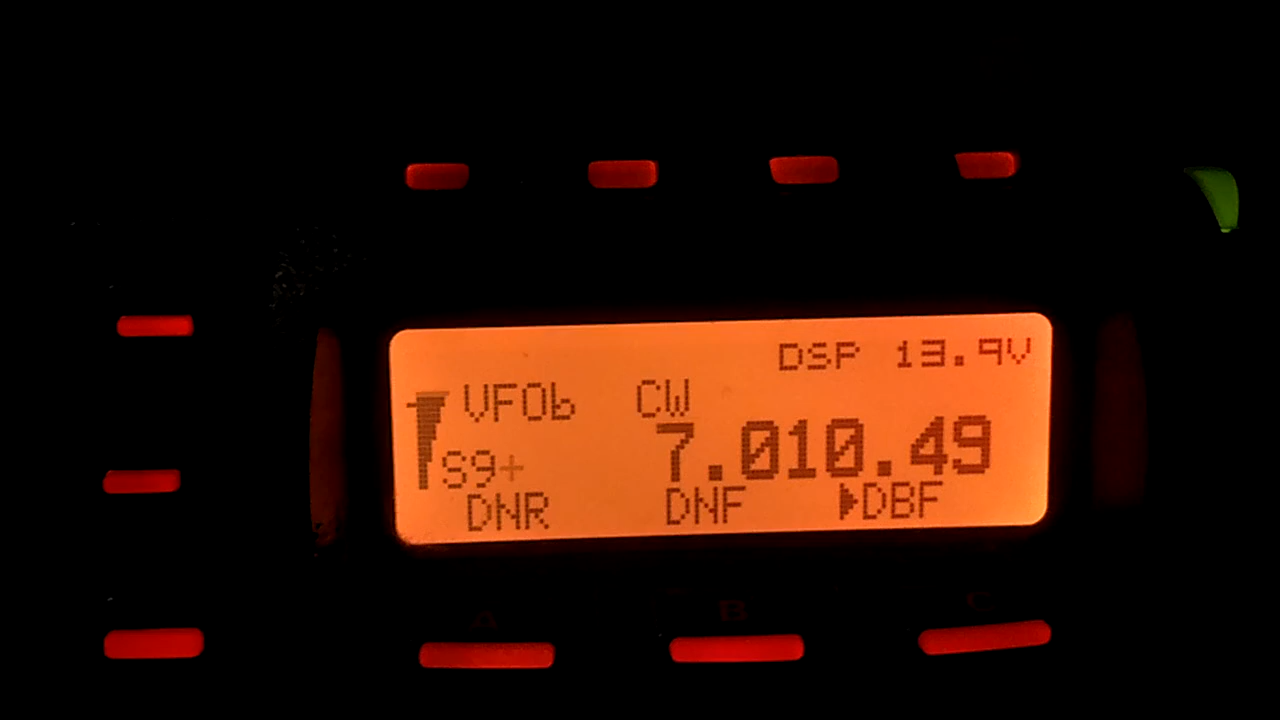 DSP 13.9V
VFOb CW
7.010.49
S9+
DNR DNF ▶DBF
A B C